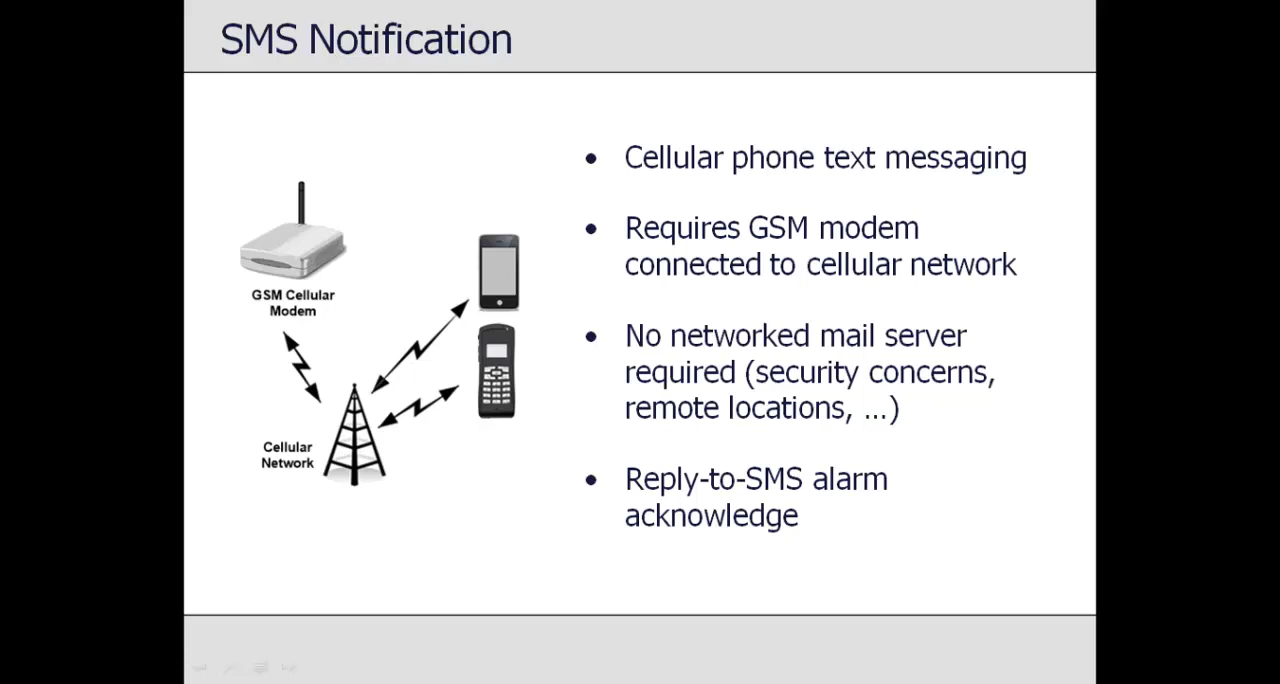 SMS Notification
Cellular phone text messaging
Requires GSM modem
connected to cellular network
No networked mail server
required (security concerns,
remote locations, ...)
Reply-to-SMS alarm
acknowledge
GSM Cellular
Modem
Cellular
Network